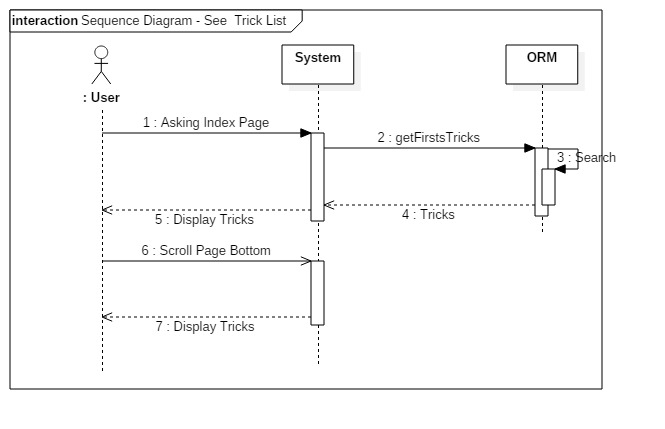 interaction Sequence Diagram - See  Trick List
System
ORM
: User
1 : Asking Index Page
2 : getFirstsTricks
3 : Search
4 : Tricks
5 : Display Tricks
6 : Scroll Page Bottom
7 : Display Tricks